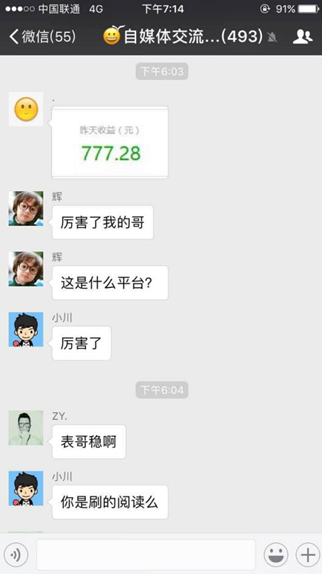 中国联通 4G 下午7:14 91%
微信(55) 自媒体交流...(493)
下午6:03
.
昨天收益（元）
777.28
辉
厉害了我的哥
辉
这是什么平台?
小川
厉害了
下午6:04
ZY.
表哥稳啊
小川
你是刷的阅读么